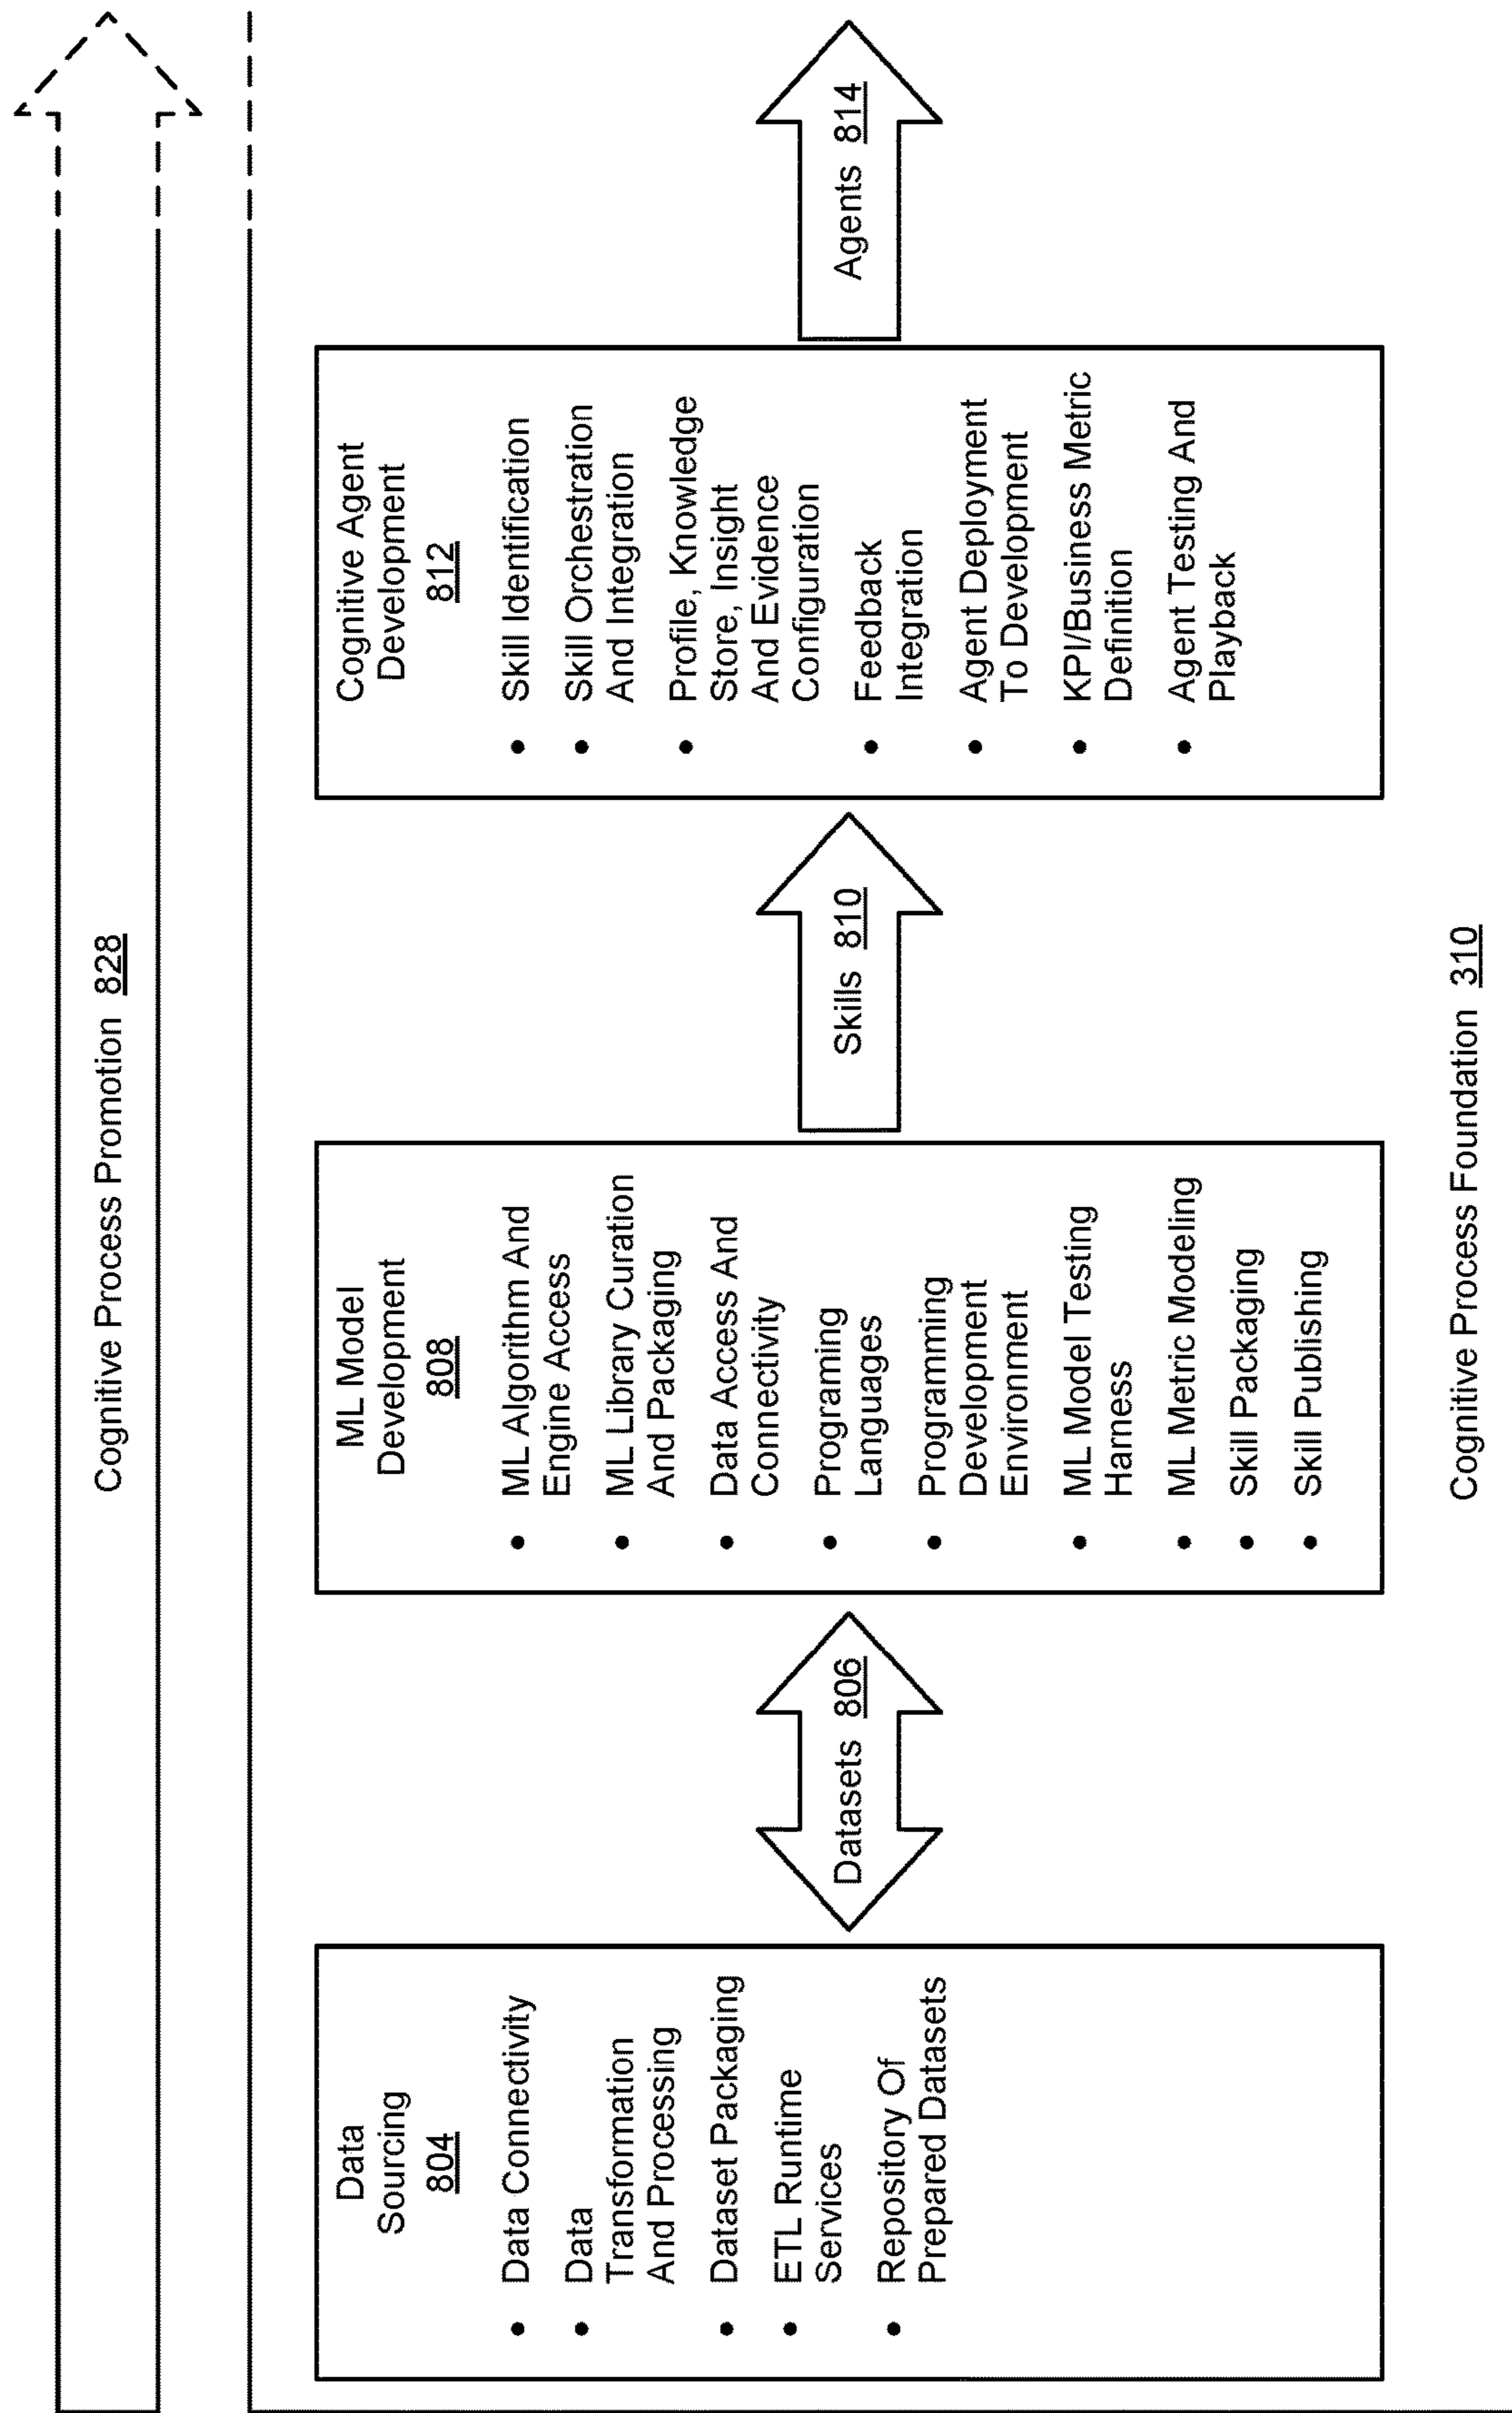 Cognitive Process Promotion 828
Data
Sourcing
804
• Data Connectivity
• Data
Transformation
And Processing
• Dataset Packaging
• ETL Runtime
Services
• Repository Of
Prepared Datasets
Datasets 806
ML Model
Development
808
• ML Algorithm And
Engine Access
• ML Library Curation
And Packaging
• Data Access And
Connectivity
• Programing
Languages
• Programming
Development
Environment
• ML Model Testing
Harness
• ML Metric Modeling
• Skill Packaging
• Skill Publishing
Skills 810
Cognitive Agent
Development
812
• Skill Identification
• Skill Orchestration
And Integration
• Profile, Knowledge
Store, Insight
And Evidence
Configuration
• Feedback
Integration
• Agent Deployment
To Development
• KPI/Business Metric
Definition
• Agent Testing And
Playback
Agents 814
Cognitive Process Foundation 310